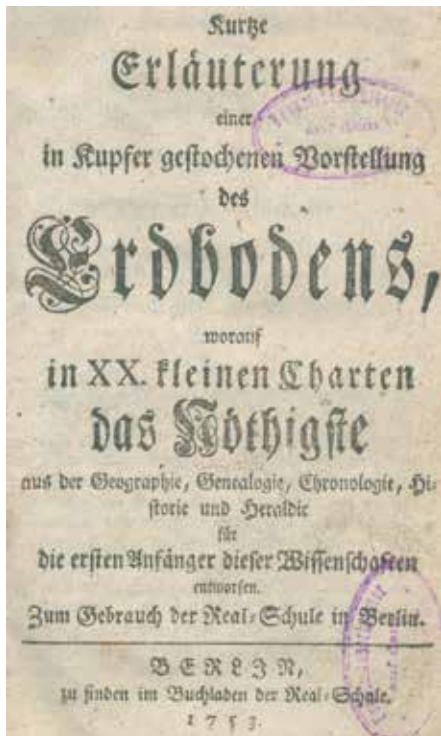 Kurtze
Erläuterung
einer
in Kupfer gestochenen Vorstellung
des
Erdbodens,
worauf
in XX. kleinen Charten
das Nöthigste
aus der Geographie, Genealogie, Chronologie, Hi-
storie und Heraldic
für
die ersten Anfänger dieser Wissenschaften
entworfen.
Zum Gebrauch der Real-Schule in Berlin.
BERLIN,
zu finden im Buchladen der Real-Schule.
1753.